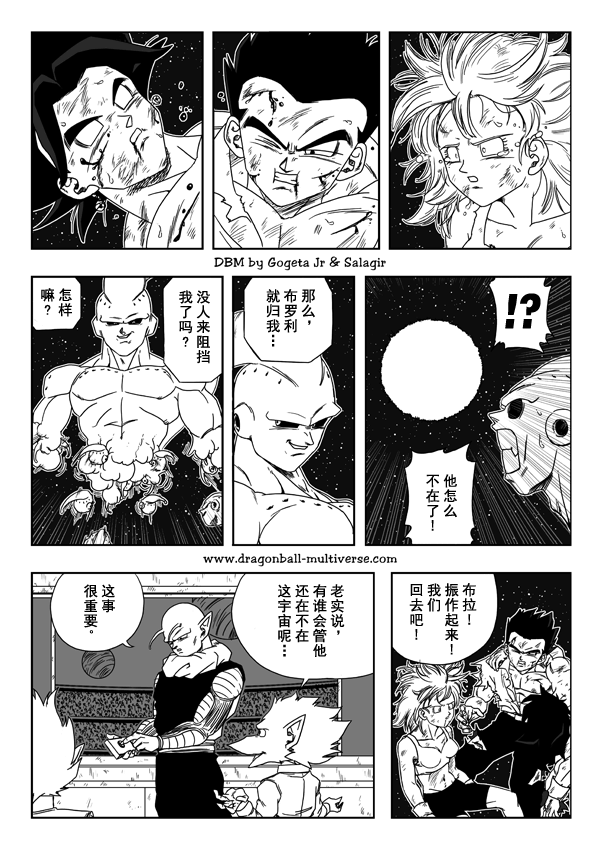 DBM by Gogeta Jr & Salagir
!?
他怎么
不在了!
那么,
布罗利
就归我…
没人来阻挡
我了吗?
怎样
嘛?
www.dragonball-multiverse.com
布拉!
振作起来!
我们
回去吧!
老实说,
有谁会管他
还在不在
这宇宙呢…
这事
很重要。